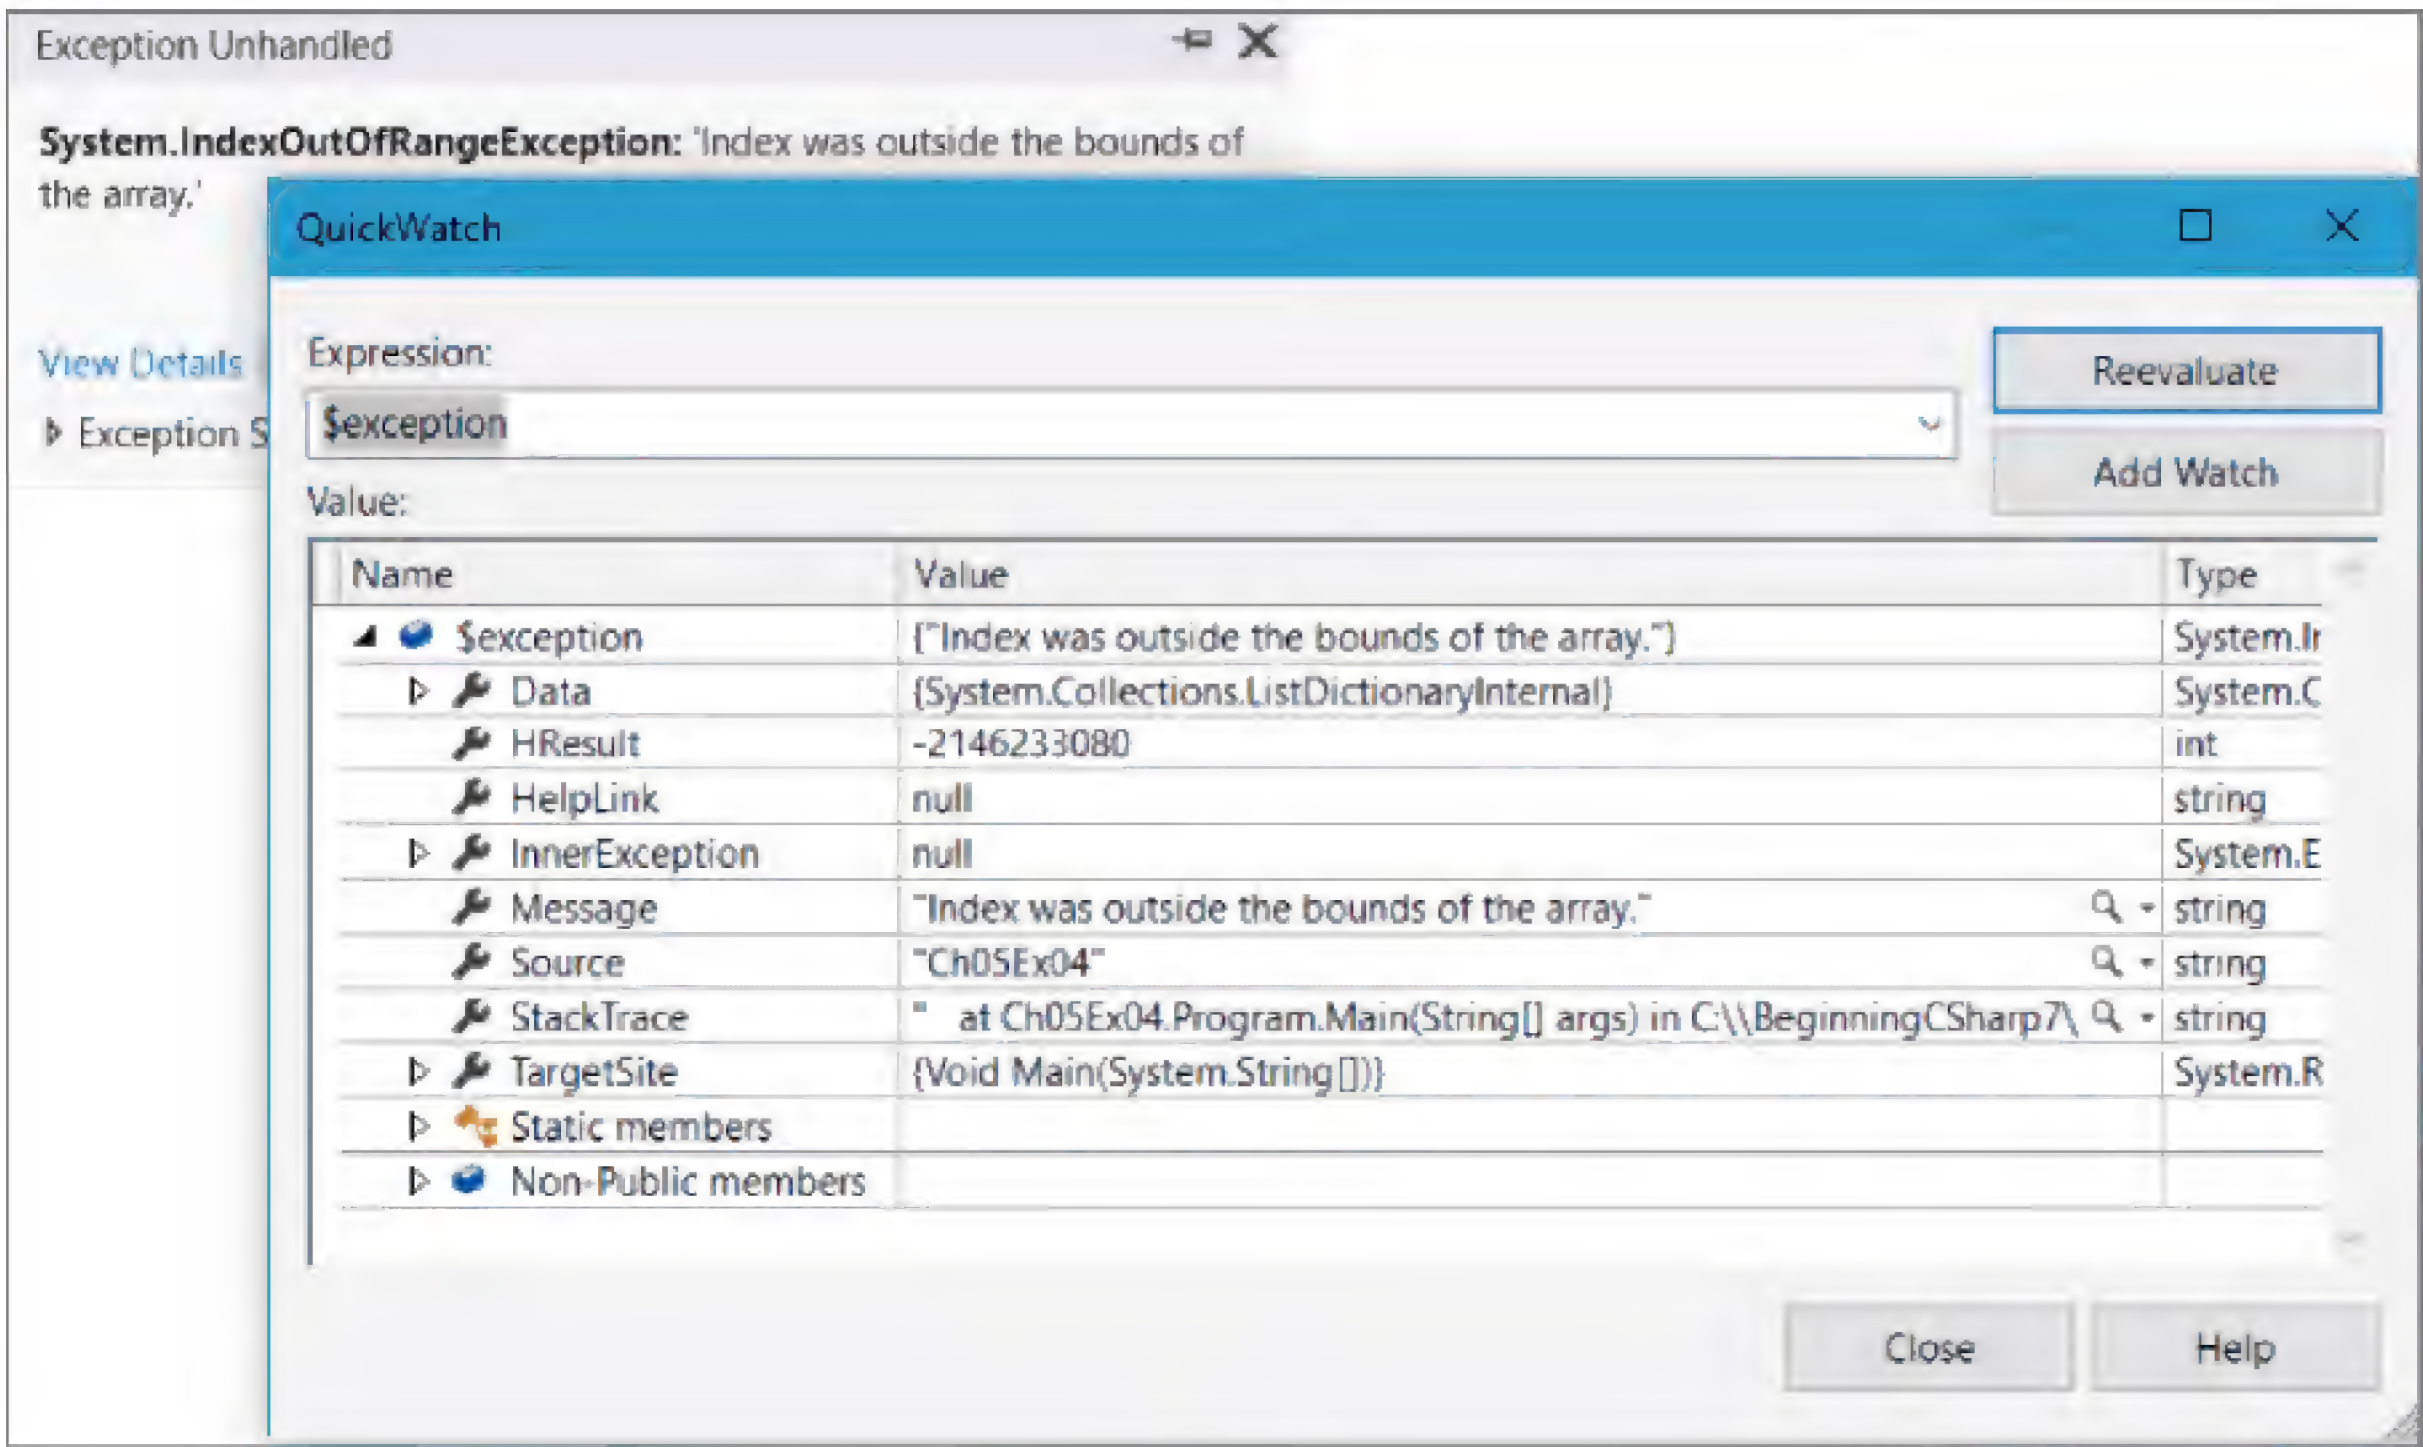 Exception Unhandled
System.IndexOutOfRangeException: 'Index was outside the bounds of
the array.'
View Details
Exception S
QuickWatch
Expression:
$exception
Reevaluate
Add Watch
Value:
Name Value Type
$exception {"Index was outside the bounds of the array."} System.Ir
Data {System.Collections.ListDictionaryInternal} System.C
HResult -2146233080 int
HelpLink null string
InnerException null System.E
Message "Index was outside the bounds of the array." string
Source "Ch05Ex04" string
StackTrace " at Ch05Ex04.Program.Main(String[] args) in C:\\BeginningCSharp7\ string
TargetSite {Void Main(System.String[])} System.R
Static members
Non-Public members
Close Help